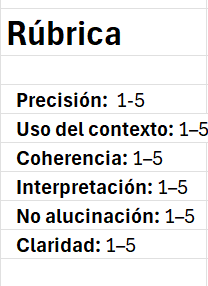 Rúbrica
Precisión: 1-5
Uso del contexto: 1–5
Coherencia: 1–5
Interpretación: 1–5
No alucinación: 1–5
Claridad: 1–5